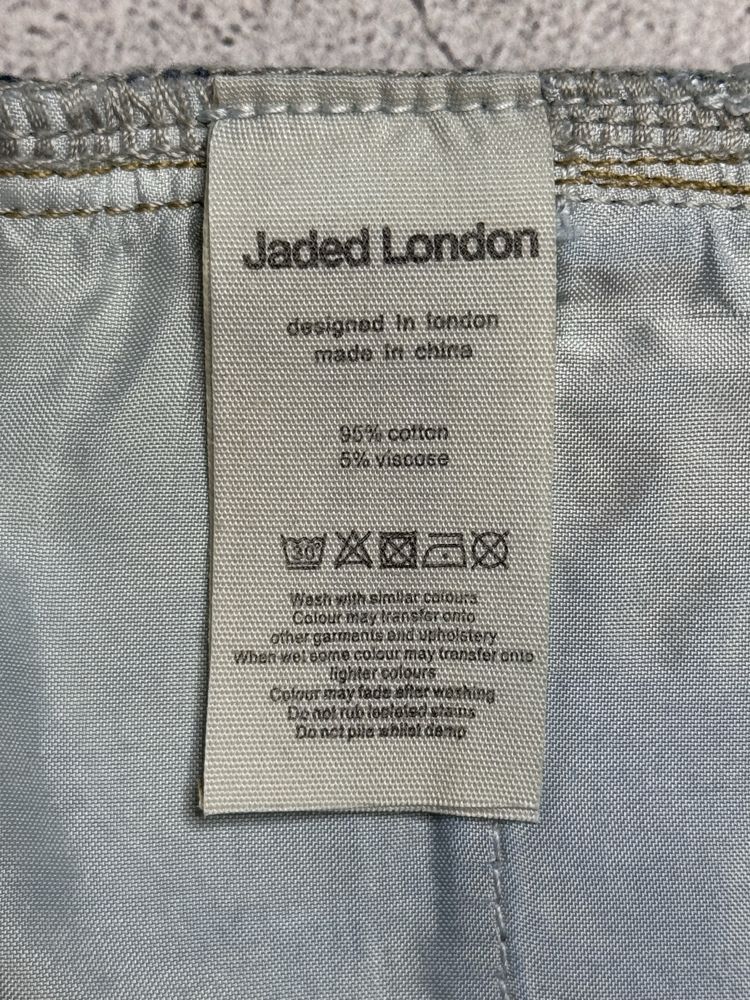 Jaded London
designed in london
made in china
95% cotton
5% viscose
30°
Wash with similar colours
Colour may transfer onto
other garments and upholstery
When wet some colour may transfer onto
lighter colours
Colour may fade after washing
Do not rub isolated stains
Do not pile whilst damp